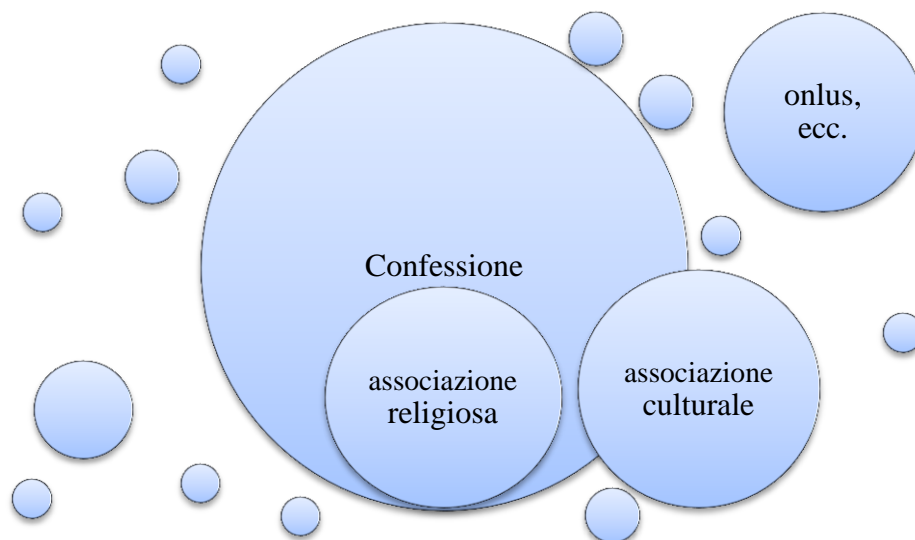 onlus,
ecc.
Confessione
associazione
religiosa
associazione
culturale